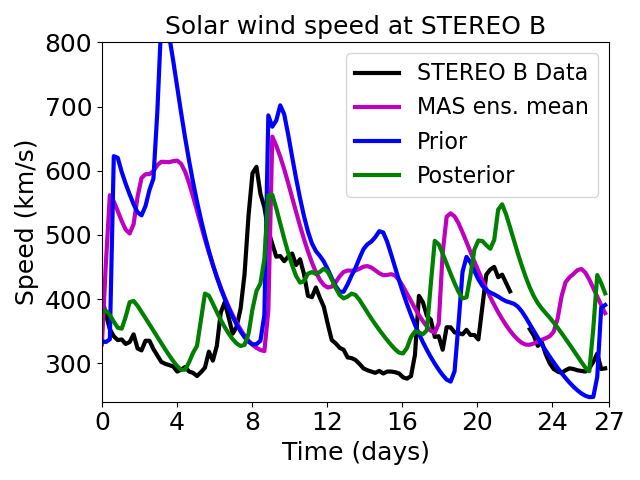 Solar wind speed at STEREO B
800
700
600
500
400
300
Speed (km/s)
STEREO B Data
MAS ens. mean
Prior
Posterior
0 4 8 12 16 20 24 27
Time (days)